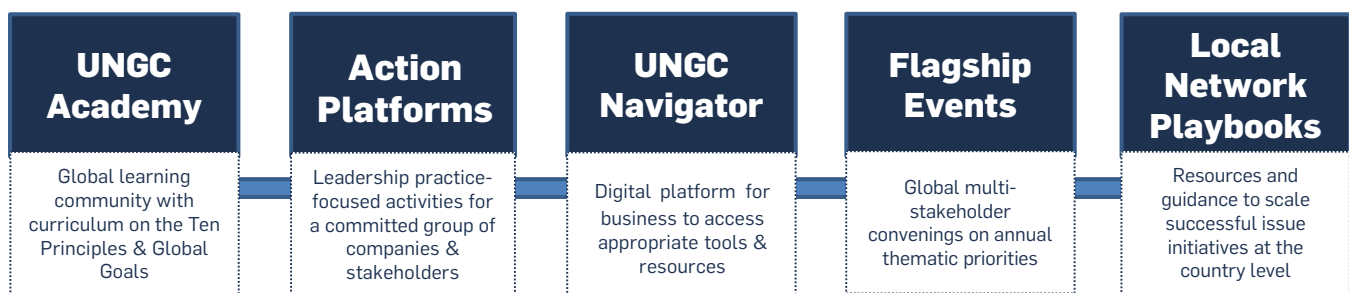 UNGC
Academy
Global learning
community with
curriculum on the Ten
Principles & Global
Goals
Action
Platforms
Leadership practice-
focused activities for
a committed group of
companies &
stakeholders
UNGC
Navigator
Digital platform for
business to access
appropriate tools &
resources
Flagship
Events
Global multi-
stakeholder
convenings on annual
thematic priorities
Local
Network
Playbooks
Resources and
guidance to scale
successful issue
initiatives at the
country level